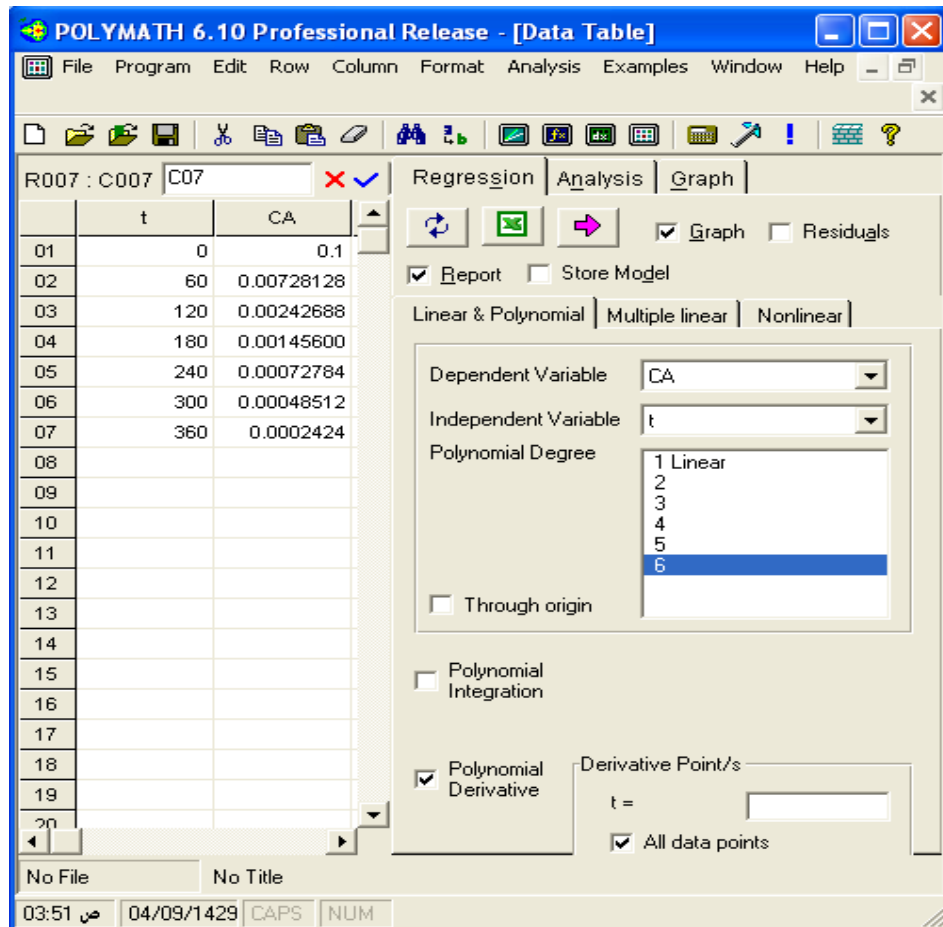 POLYMATH 6.10 Professional Release - [Data Table]
File Program Edit Row Column Format Analysis Examples Window Help
R007 : C007 C07
Regression Analysis Graph
Graph Residuals
Report Store Model
Linear & Polynomial Multiple linear Nonlinear
t CA
01 0 0.1
02 60 0.00728128
03 120 0.00242688
04 180 0.00145600
05 240 0.00072784
06 300 0.00048512
07 360 0.0002424
08
09
10
11
12
13
14
15
16
17
18
19
20
Dependent Variable CA
Independent Variable t
Polynomial Degree
1 Linear
2
3
4
5
6
Through origin
Polynomial
Integration
Polynomial
Derivative
Derivative Point/s
t =
All data points
No File No Title
03:51 ص 04/09/1429 CAPS NUM